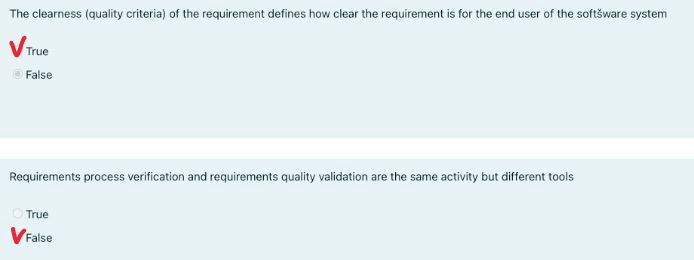 The clearness (quality criteria) of the requirement defines how clear the requirement is for the end user of the softšware system
True
False
Requirements process verification and requirements quality validation are the same activity but different tools
True
False